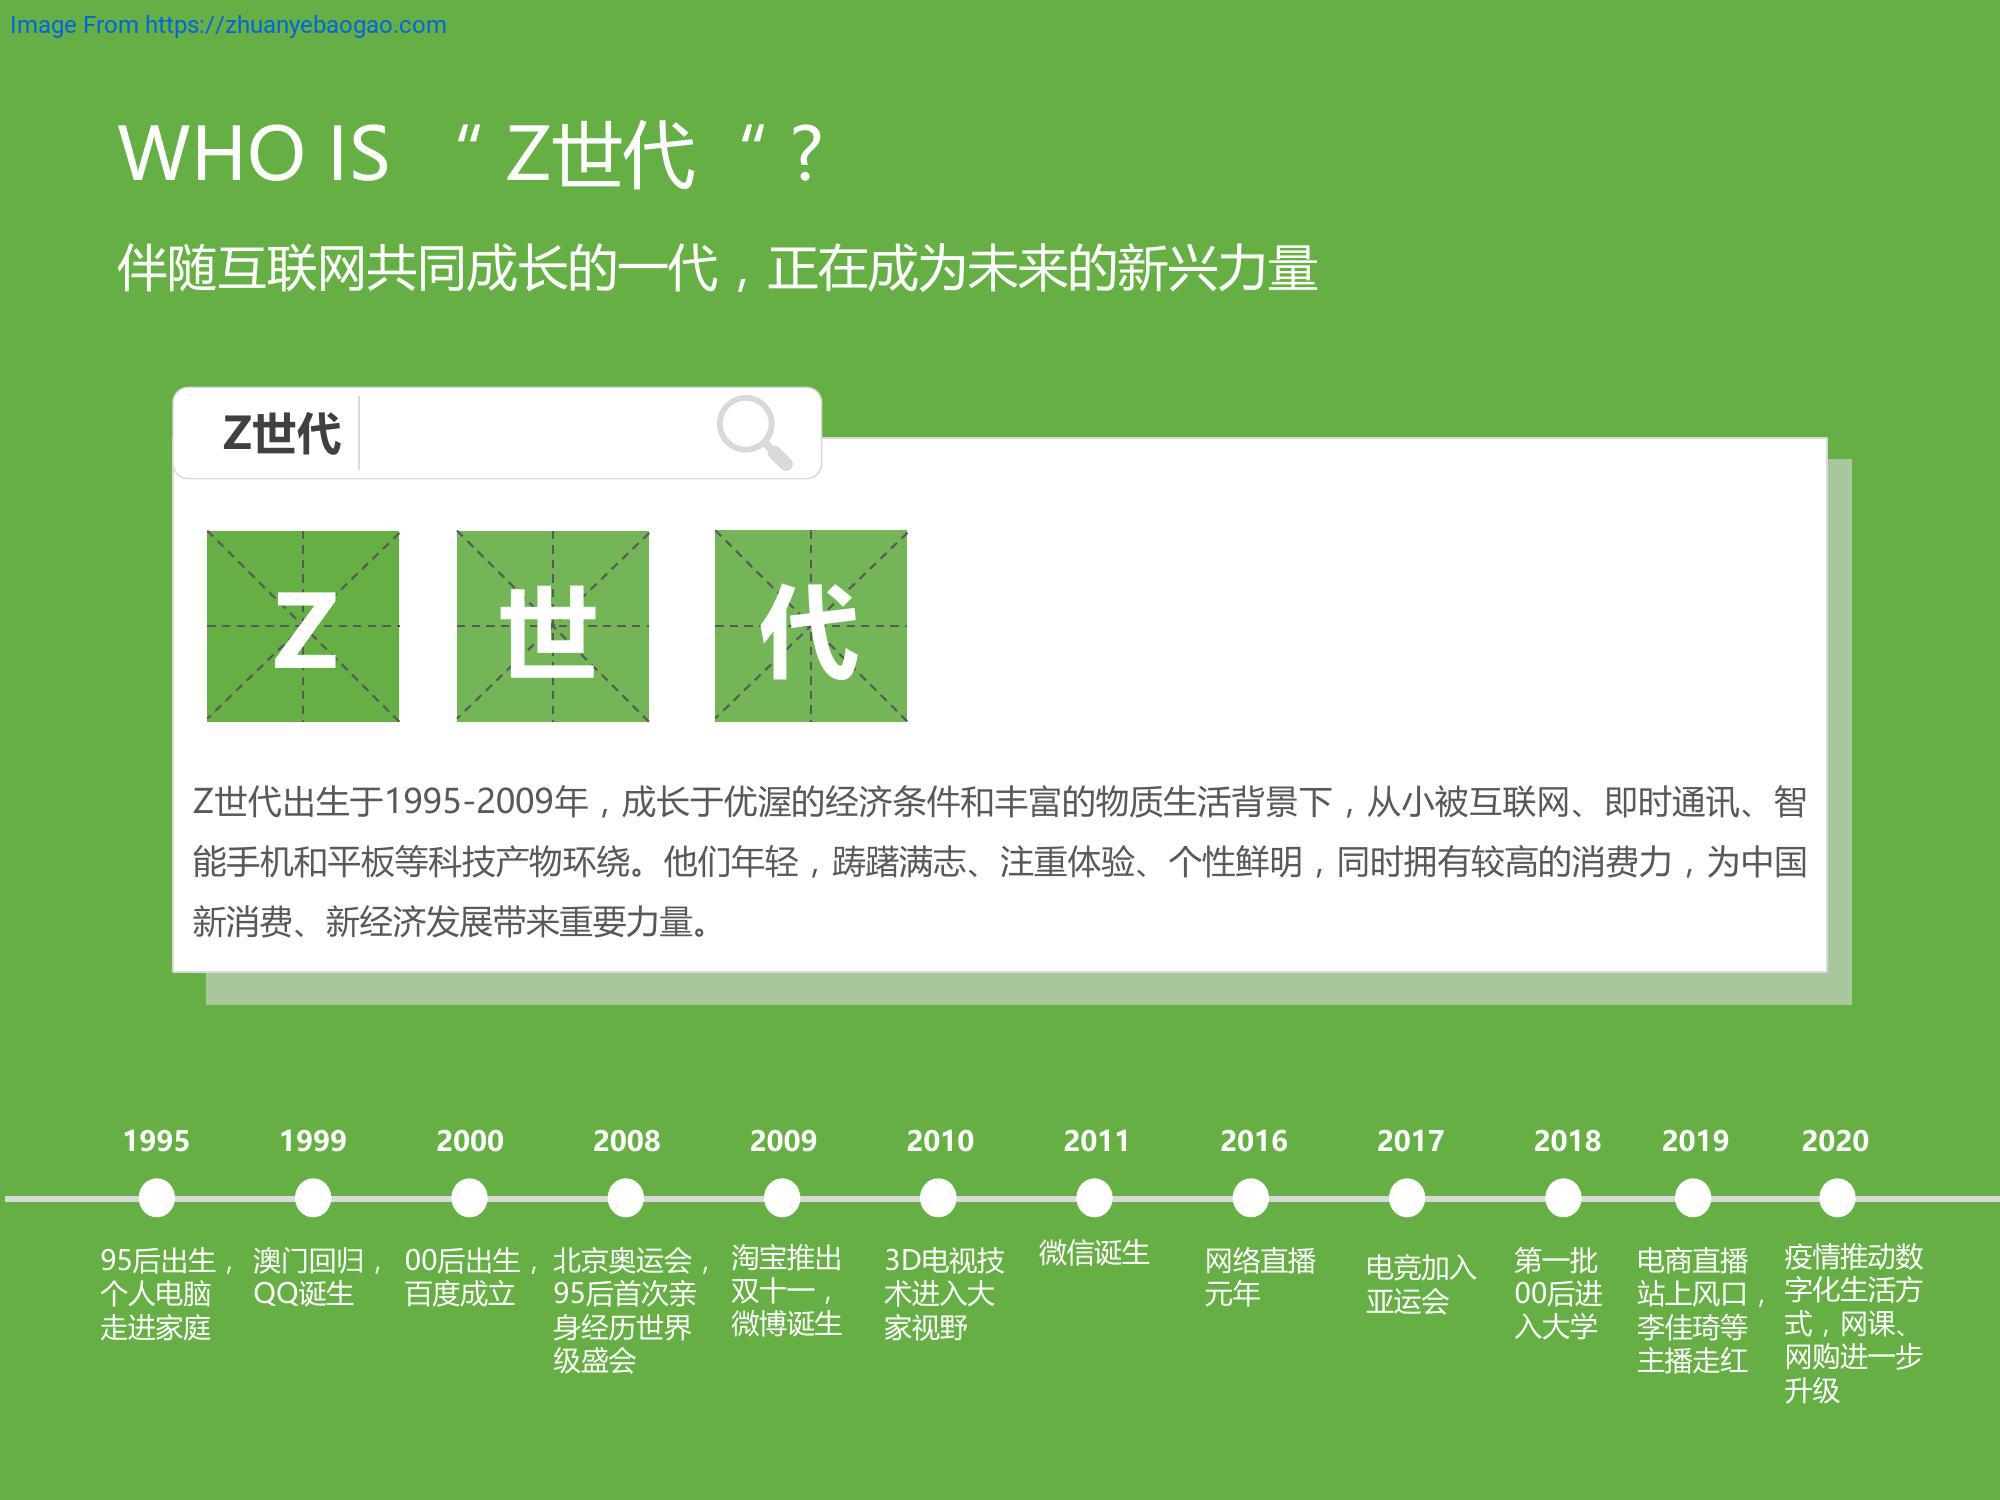 Image From https://zhuanyebaogao.com
WHO IS “ Z世代 “ ?
伴随互联网共同成长的一代，正在成为未来的新兴力量
Z世代
Z 世 代
Z世代出生于1995-2009年，成长于优渥的经济条件和丰富的物质生活背景下，从小被互联网、即时通讯、智
能手机和平板等科技产物环绕。他们年轻，踌躇满志、注重体验、个性鲜明，同时拥有较高的消费力，为中国
新消费、新经济发展带来重要力量。
1995
95后出生，
个人电脑
走进家庭
1999
澳门回归，
QQ诞生
2000
00后出生，
百度成立
2008
北京奥运会，
95后首次亲
身经历世界
级盛会
2009
淘宝推出
双十一，
微博诞生
2010
3D电视技
术进入大
家视野
2011
微信诞生
2016
网络直播
元年
2017
电竞加入
亚运会
2018
第一批
00后进
入大学
2019
电商直播
站上风口，
李佳琦等
主播走红
2020
疫情推动数
字化生活方
式，网课、
网购进一步
升级